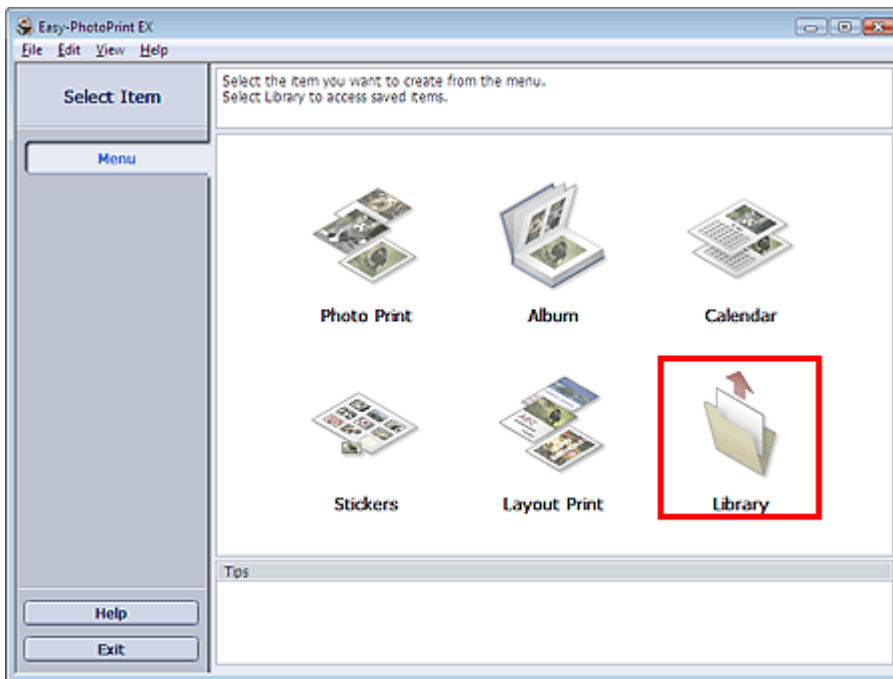 Easy-PhotoPrint EX
File Edit View Help
Select Item
Select the item you want to create from the menu.
Select Library to access saved items.
Menu
Photo Print
Album
Calendar
Stickers
Layout Print
Library
Tips
Help
Exit